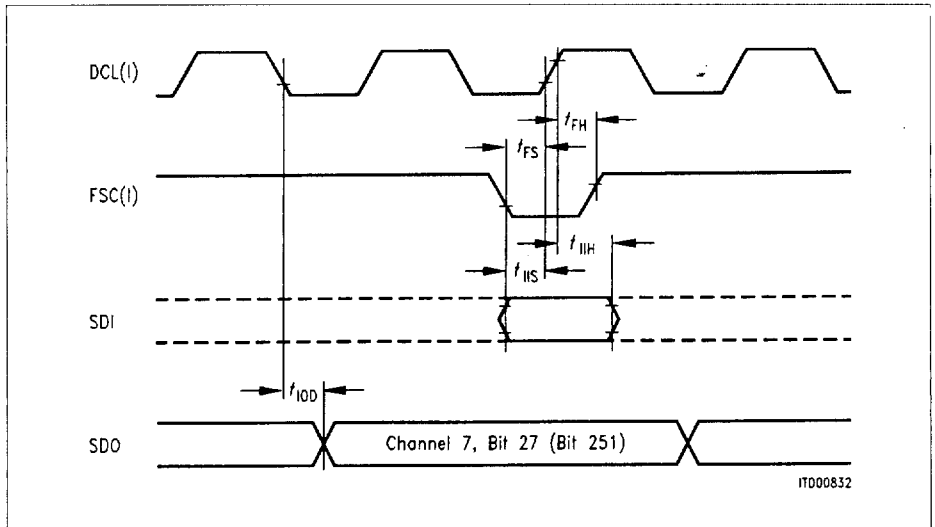 DCL(I)
tFH
tFS
FSC(I)
tIIH
tIIS
SDI
tIOD
SDO
Channel 7, Bit 27 (Bit 251)
ITD00832